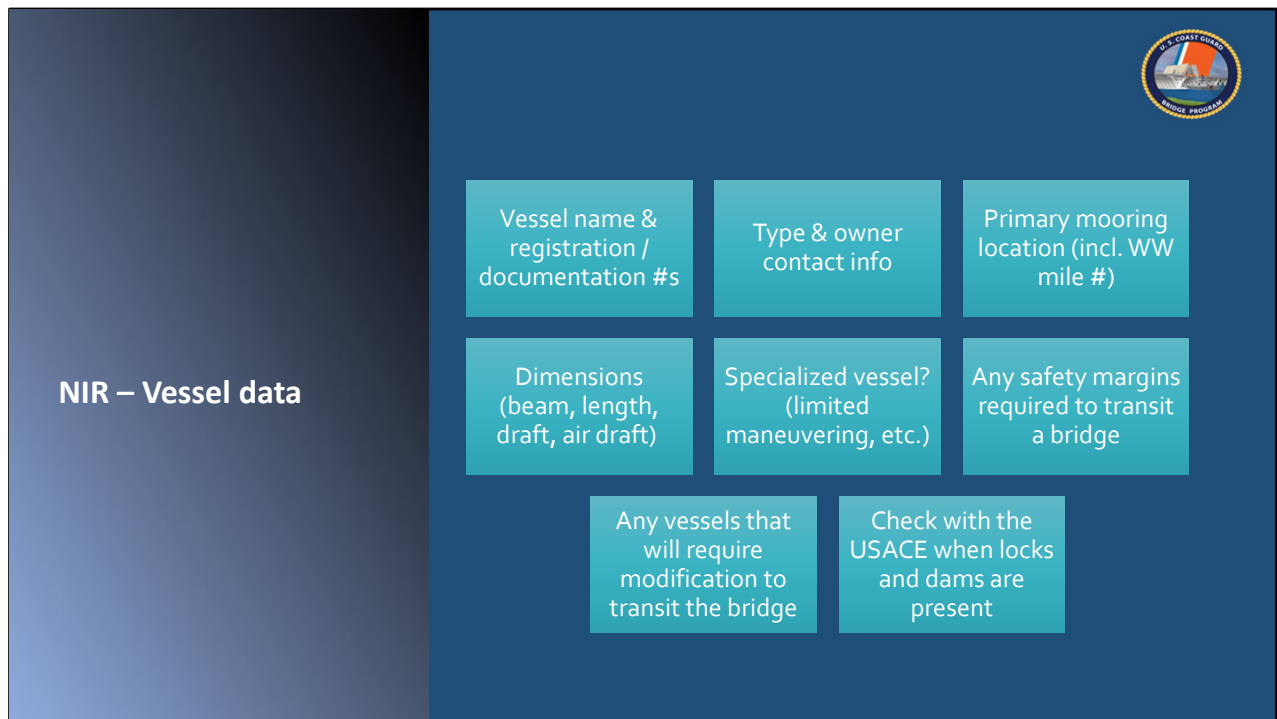 U. S. COAST GUARD
BRIDGE PROGRAM
NIR – Vessel data
Vessel name &
registration /
documentation #s
Type & owner
contact info
Primary mooring
location (incl. WW
mile #)
Dimensions
(beam, length,
draft, air draft)
Specialized vessel?
(limited
maneuvering, etc.)
Any safety margins
required to transit
a bridge
Any vessels that
will require
modification to
transit the bridge
Check with the
USACE when locks
and dams are
present